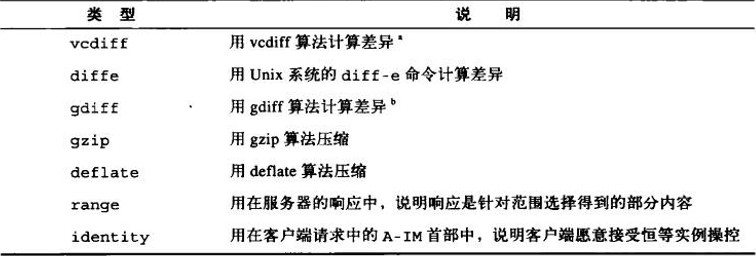 类 型 说 明
vcdiff 用 vcdiff 算法计算差异a
diffe 用 Unix 系统的 diff-e 命令计算差异
gdiff 用 gdiff 算法计算差异b
gzip 用 gzip 算法压缩
deflate 用 deflate 算法压缩
range 用在服务器的响应中，说明响应是针对范围选择得到的部分内容
identity 用在客户端请求中的 A-IM 首部中，说明客户端愿意接受恒等实例操控